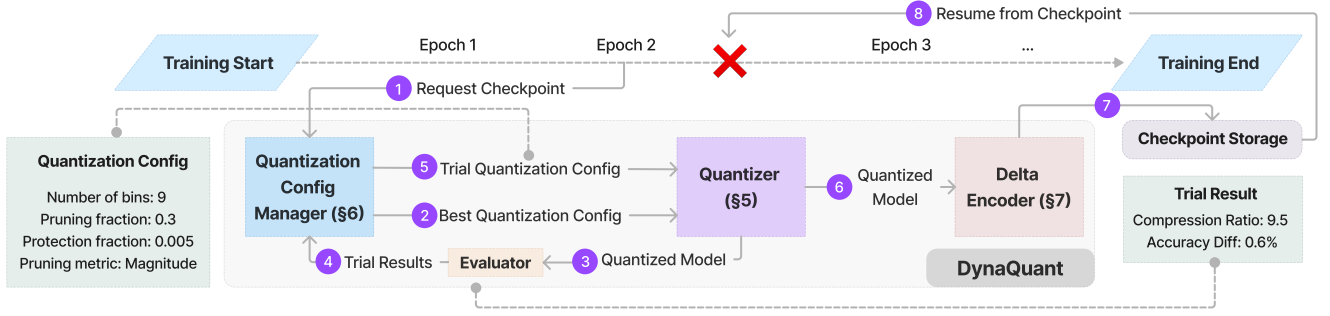 8 Resume from Checkpoint
Training Start
Epoch 1
Epoch 2
Epoch 3
...
Training End
1 Request Checkpoint
7
Checkpoint Storage
Quantization Config
Number of bins: 9
Pruning fraction: 0.3
Protection fraction: 0.005
Pruning metric: Magnitude
Quantization
Config
Manager (§6)
5 Trial Quantization Config
2 Best Quantization Config
4 Trial Results
Evaluator
3 Quantized Model
Quantizer
(§5)
6 Quantized
Model
Delta
Encoder (§7)
DynaQuant
Trial Result
Compression Ratio: 9.5
Accuracy Diff: 0.6%